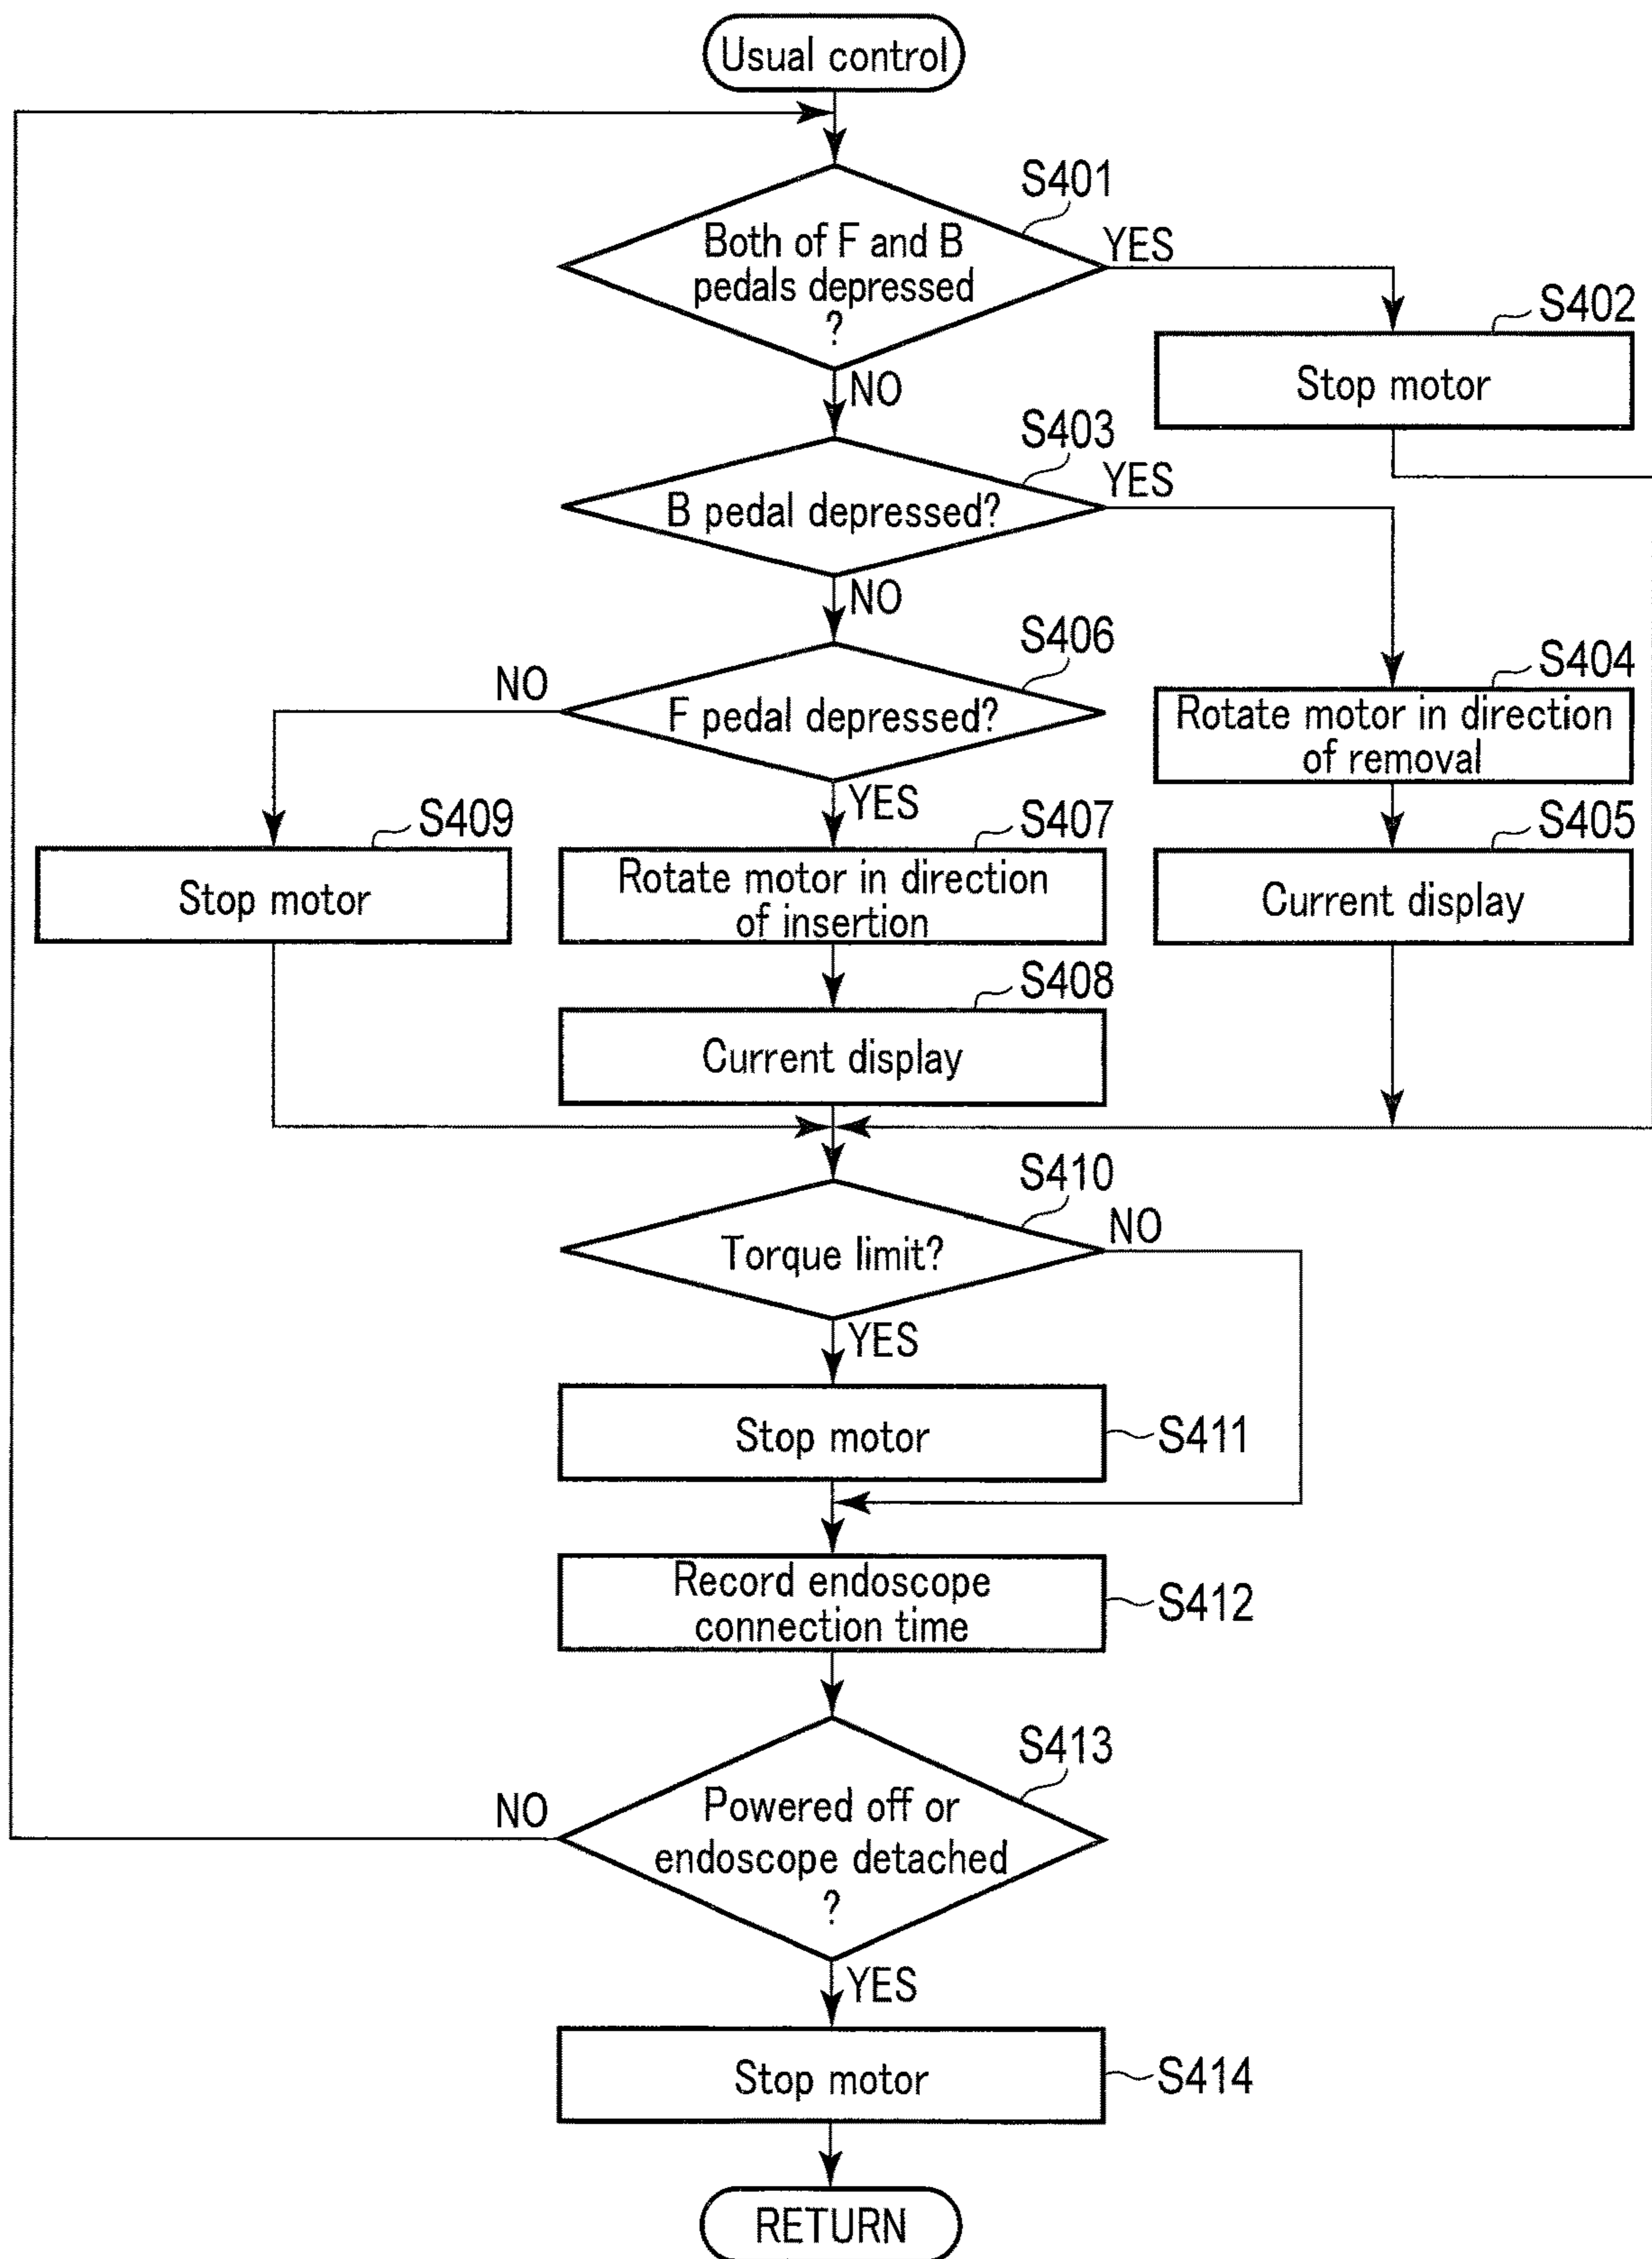 Usual control
S401
Both of F and B
pedals depressed
?
YES
S402
Stop motor
NO
S403
B pedal depressed?
YES
NO
S406
F pedal depressed?
NO
S404
Rotate motor in direction
of removal
YES
S409
Stop motor
S407
Rotate motor in direction
of insertion
S405
Current display
S408
Current display
S410
Torque limit?
NO
YES
Stop motor
S411
Record endoscope
connection time
S412
S413
Powered off or
endoscope detached
?
NO
YES
Stop motor
S414
RETURN